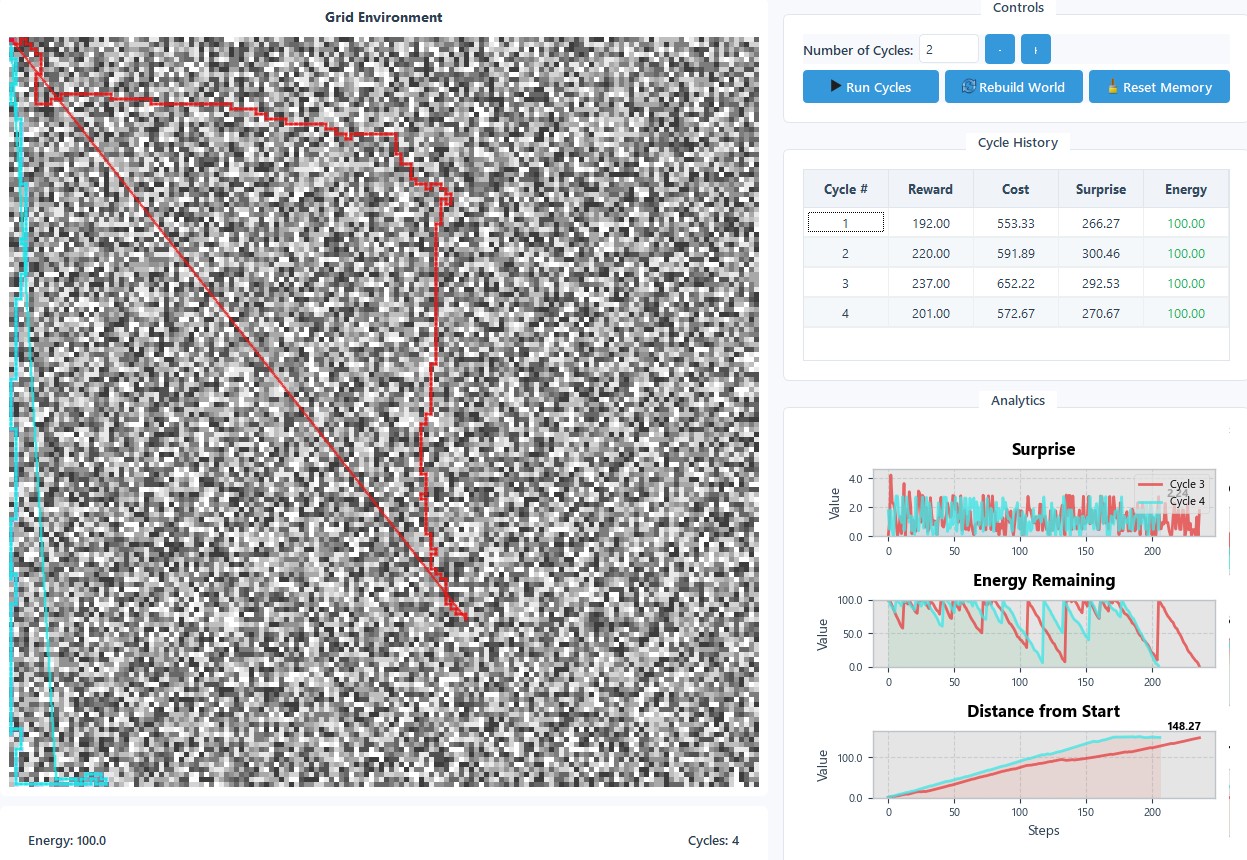 Grid Environment
Energy: 100.0
Cycles: 4
Controls
Number of Cycles: 2
Run Cycles
Rebuild World
Reset Memory
Cycle History
Cycle # Reward Cost Surprise Energy
1 192.00 553.33 266.27 100.00
2 220.00 591.89 300.46 100.00
3 237.00 652.22 292.53 100.00
4 201.00 572.67 270.67 100.00
Analytics
Surprise
Value
4.0
2.0
0.0
Cycle 3
2.24
Cycle 4
0 50 100 150 200
Energy Remaining
Value
100.0
50.0
0.0
0 50 100 150 200
Distance from Start
148.27
Value
100.0
0.0
0 50 100 150 200
Steps